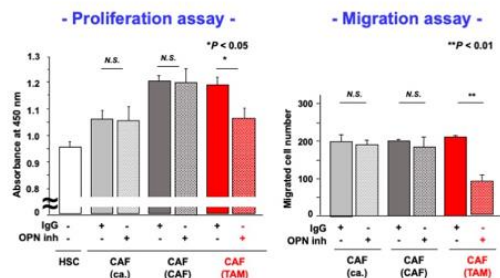 - Proliferation assay -
*P < 0.05
N.S.
N.S.
*
Absorbance at 450 nm
1.3
1.2
1.1
1.0
0.9
0.8
0
IgG - + - + - + -
OPN inh - - + - + - +
HSC CAF (ca.) CAF (CAF) CAF (TAM)
- Migration assay -
**P < 0.01
N.S.
N.S.
**
Migrated cell number
300
200
100
0
IgG + - + - + -
OPN inh - + - + - +
CAF (ca.) CAF (CAF) CAF (TAM)